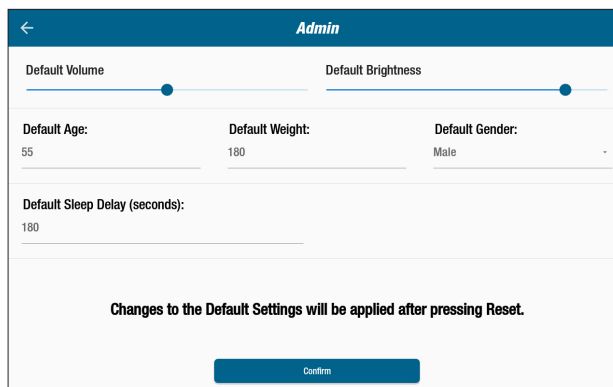 Admin
Default Volume Default Brightness
Default Age: Default Weight: Default Gender:
55 180 Male
Default Sleep Delay (seconds):
180
Changes to the Default Settings will be applied after pressing Reset.
Confirm